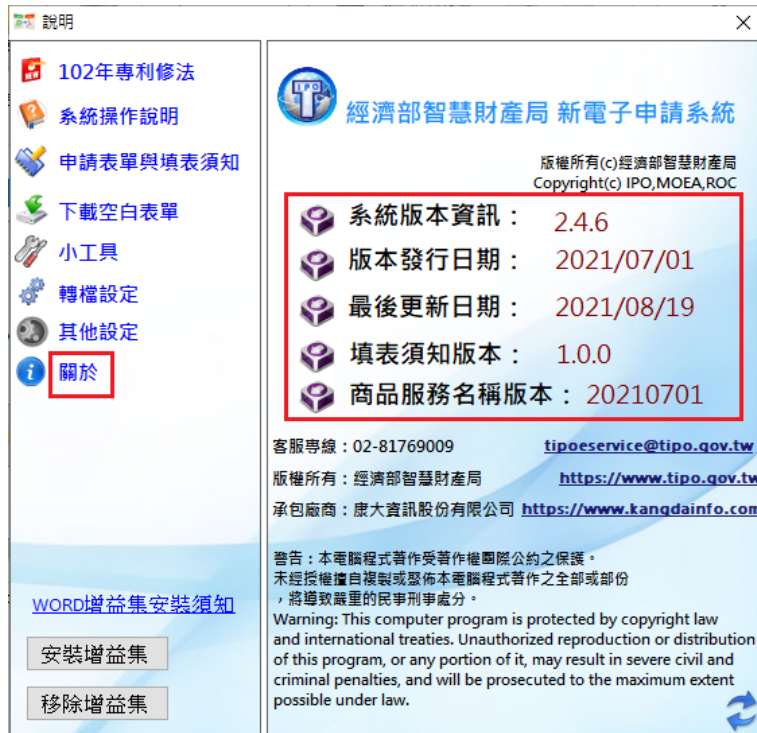 說明
102年專利修法
系統操作說明
申請表單與填表須知
下載空白表單
小工具
轉檔設定
其他設定
關於
WORD增益集安裝須知
安裝增益集
移除增益集
TIPO
經濟部智慧財產局 新電子申請系統
版權所有(c)經濟部智慧財產局
Copyright(c) IPO,MOEA,ROC
系統版本資訊： 2.4.6
版本發行日期： 2021/07/01
最後更新日期： 2021/08/19
填表須知版本： 1.0.0
商品服務名稱版本： 20210701
客服專線：02-81769009 tipoeservice@tipo.gov.tw
版權所有：經濟部智慧財產局 https://www.tipo.gov.tw
承包廠商：康大資訊股份有限公司 https://www.kangdainfo.com
警告：本電腦程式著作受著作權國際公約之保護。
未經授權擅自複製或散佈本電腦程式著作之全部或部份
，將導致嚴重的民事刑事處分。
Warning: This computer program is protected by copyright law
and international treaties. Unauthorized reproduction or distribution
of this program, or any portion of it, may result in severe civil and
criminal penalties, and will be prosecuted to the maximum extent
possible under law.